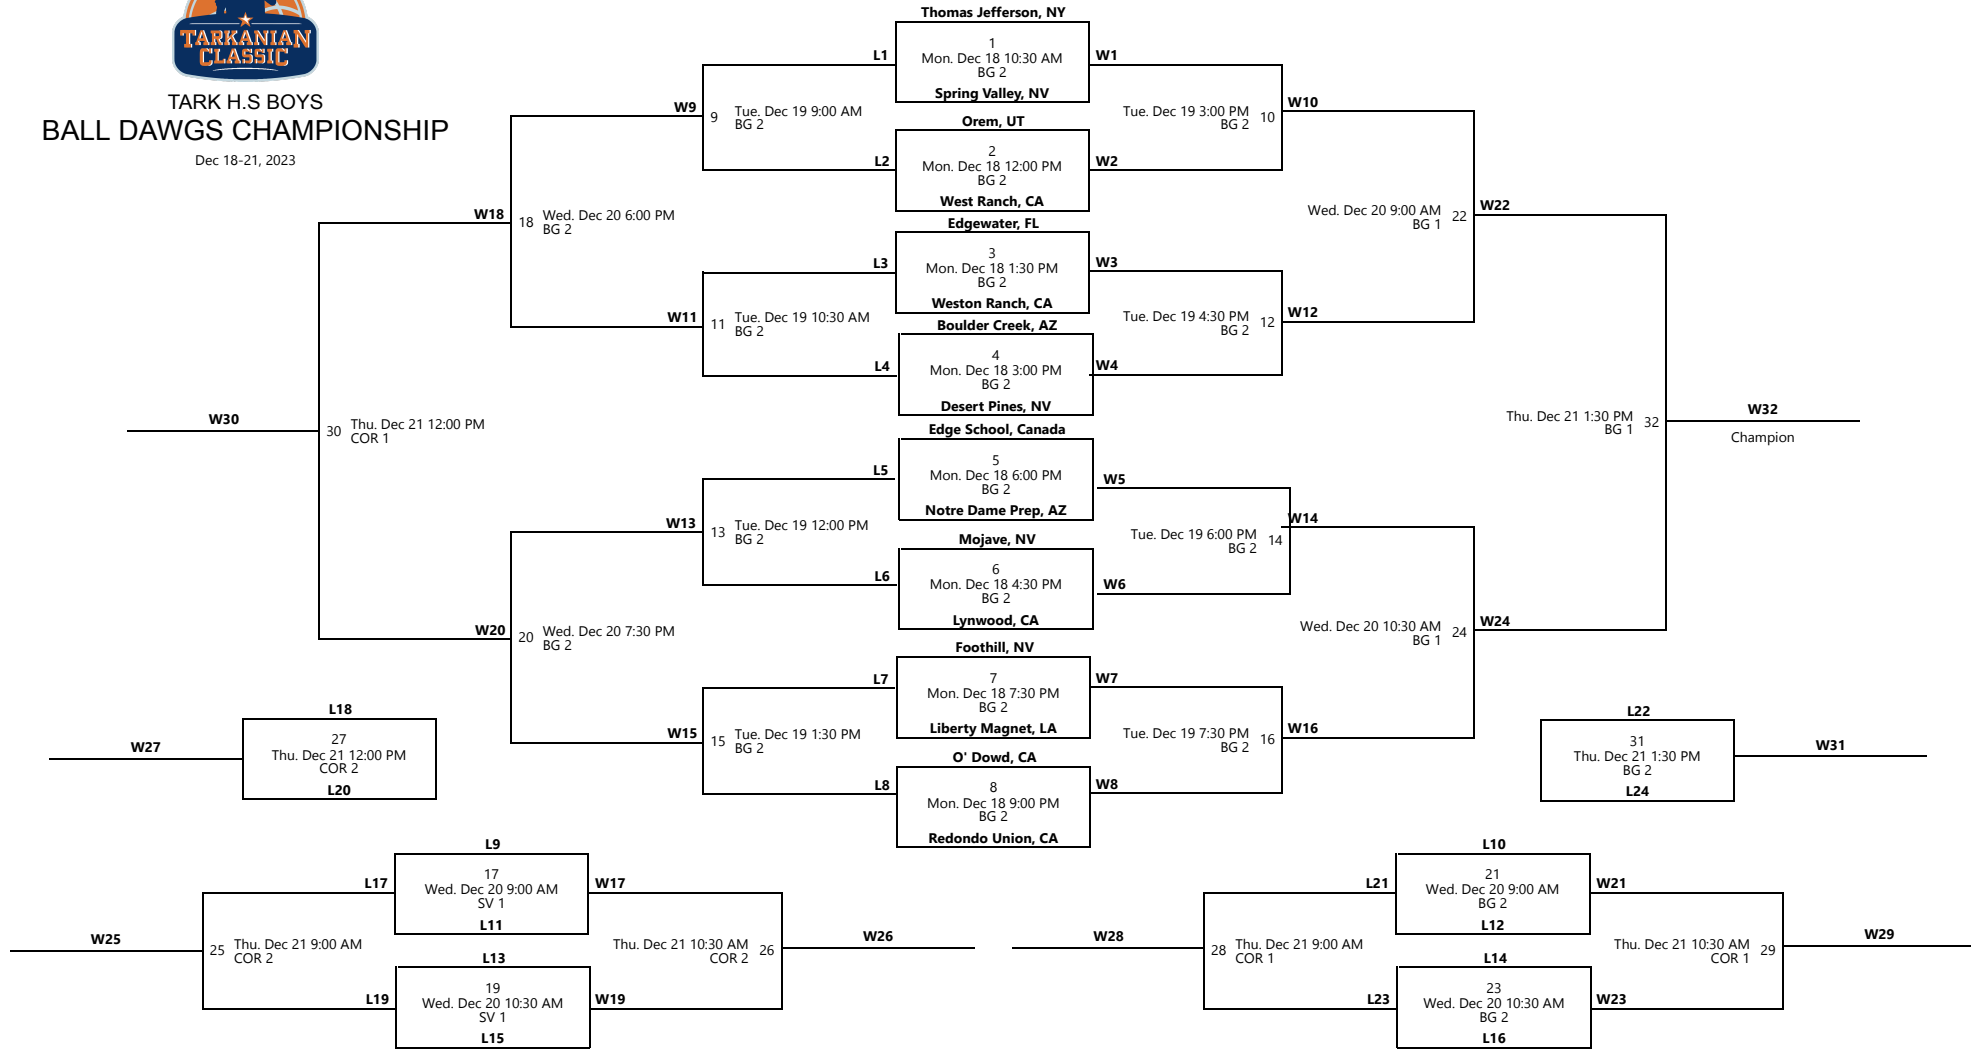 TARKANIAN
CLASSIC
TARK H.S BOYS
BALL DAWGS CHAMPIONSHIP
Dec 18-21, 2023
Thomas Jefferson, NY
1
Mon. Dec 18 10:30 AM
BG 2
Spring Valley, NV
L1
W1
Orem, UT
2
Mon. Dec 18 12:00 PM
BG 2
West Ranch, CA
L2
W2
Edgewater, FL
3
Mon. Dec 18 1:30 PM
BG 2
Weston Ranch, CA
L3
W3
Boulder Creek, AZ
4
Mon. Dec 18 3:00 PM
BG 2
Desert Pines, NV
L4
W4
Edge School, Canada
5
Mon. Dec 18 6:00 PM
BG 2
Notre Dame Prep, AZ
L5
W5
Mojave, NV
6
Mon. Dec 18 4:30 PM
BG 2
Lynwood, CA
L6
W6
Foothill, NV
7
Mon. Dec 18 7:30 PM
BG 2
Liberty Magnet, LA
L7
W7
O' Dowd, CA
8
Mon. Dec 18 9:00 PM
BG 2
Redondo Union, CA
L8
W8
W9
9 Tue. Dec 19 9:00 AM
BG 2
W11
11 Tue. Dec 19 10:30 AM
BG 2
W13
13 Tue. Dec 19 12:00 PM
BG 2
W15
15 Tue. Dec 19 1:30 PM
BG 2
W18
18 Wed. Dec 20 6:00 PM
BG 2
W20
20 Wed. Dec 20 7:30 PM
BG 2
W30
30 Thu. Dec 21 12:00 PM
COR 1
Tue. Dec 19 3:00 PM 10
BG 2
W10
Tue. Dec 19 4:30 PM 12
BG 2
W12
Tue. Dec 19 6:00 PM 14
BG 2
W14
Tue. Dec 19 7:30 PM 16
BG 2
W16
Wed. Dec 20 9:00 AM 22
BG 1
W22
Wed. Dec 20 10:30 AM 24
BG 1
W24
Thu. Dec 21 1:30 PM 32
BG 1
W32
Champion
L18
27
Thu. Dec 21 12:00 PM
COR 2
L20
W27
L22
31
Thu. Dec 21 1:30 PM
BG 2
L24
W31
L9
17
Wed. Dec 20 9:00 AM
SV 1
L11
L17
W17
L13
19
Wed. Dec 20 10:30 AM
SV 1
L15
L19
W19
W25
25 Thu. Dec 21 9:00 AM
COR 2
Thu. Dec 21 10:30 AM 26
COR 2
W26
L10
21
Wed. Dec 20 9:00 AM
BG 2
L12
L21
W21
L14
23
Wed. Dec 20 10:30 AM
BG 2
L16
L23
W23
W28
28 Thu. Dec 21 9:00 AM
COR 1
Thu. Dec 21 10:30 AM 29
COR 1
W29